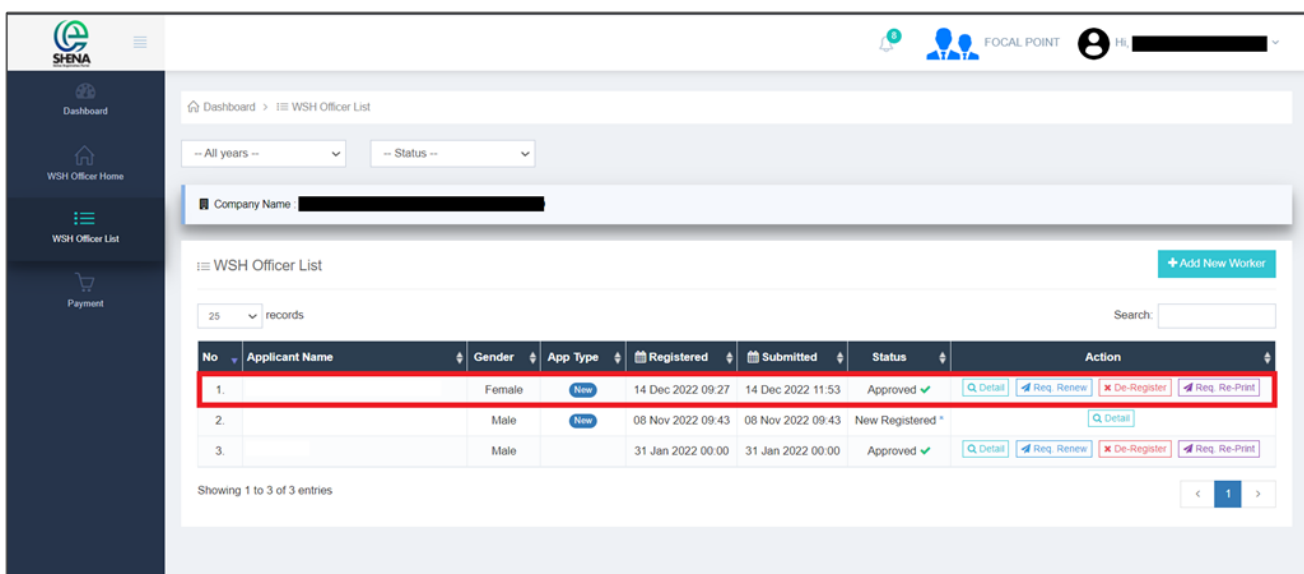 SHENA
8
FOCAL POINT
Hi,
Dashboard
WSH Officer Home
WSH Officer List
Payment
Dashboard > WSH Officer List
-- All years --
-- Status --
Company Name :
WSH Officer List
+ Add New Worker
25 records
Search:
No Applicant Name Gender App Type Registered Submitted Status Action
1. Female New 14 Dec 2022 09:27 14 Dec 2022 11:53 Approved ✔ Detail Req. Renew × De-Register Req. Re-Print
2. Male New 08 Nov 2022 09:43 08 Nov 2022 09:43 New Registered * Detail
3. Male 31 Jan 2022 00:00 31 Jan 2022 00:00 Approved ✔ Detail Req. Renew × De-Register Req. Re-Print
Showing 1 to 3 of 3 entries
< 1 >